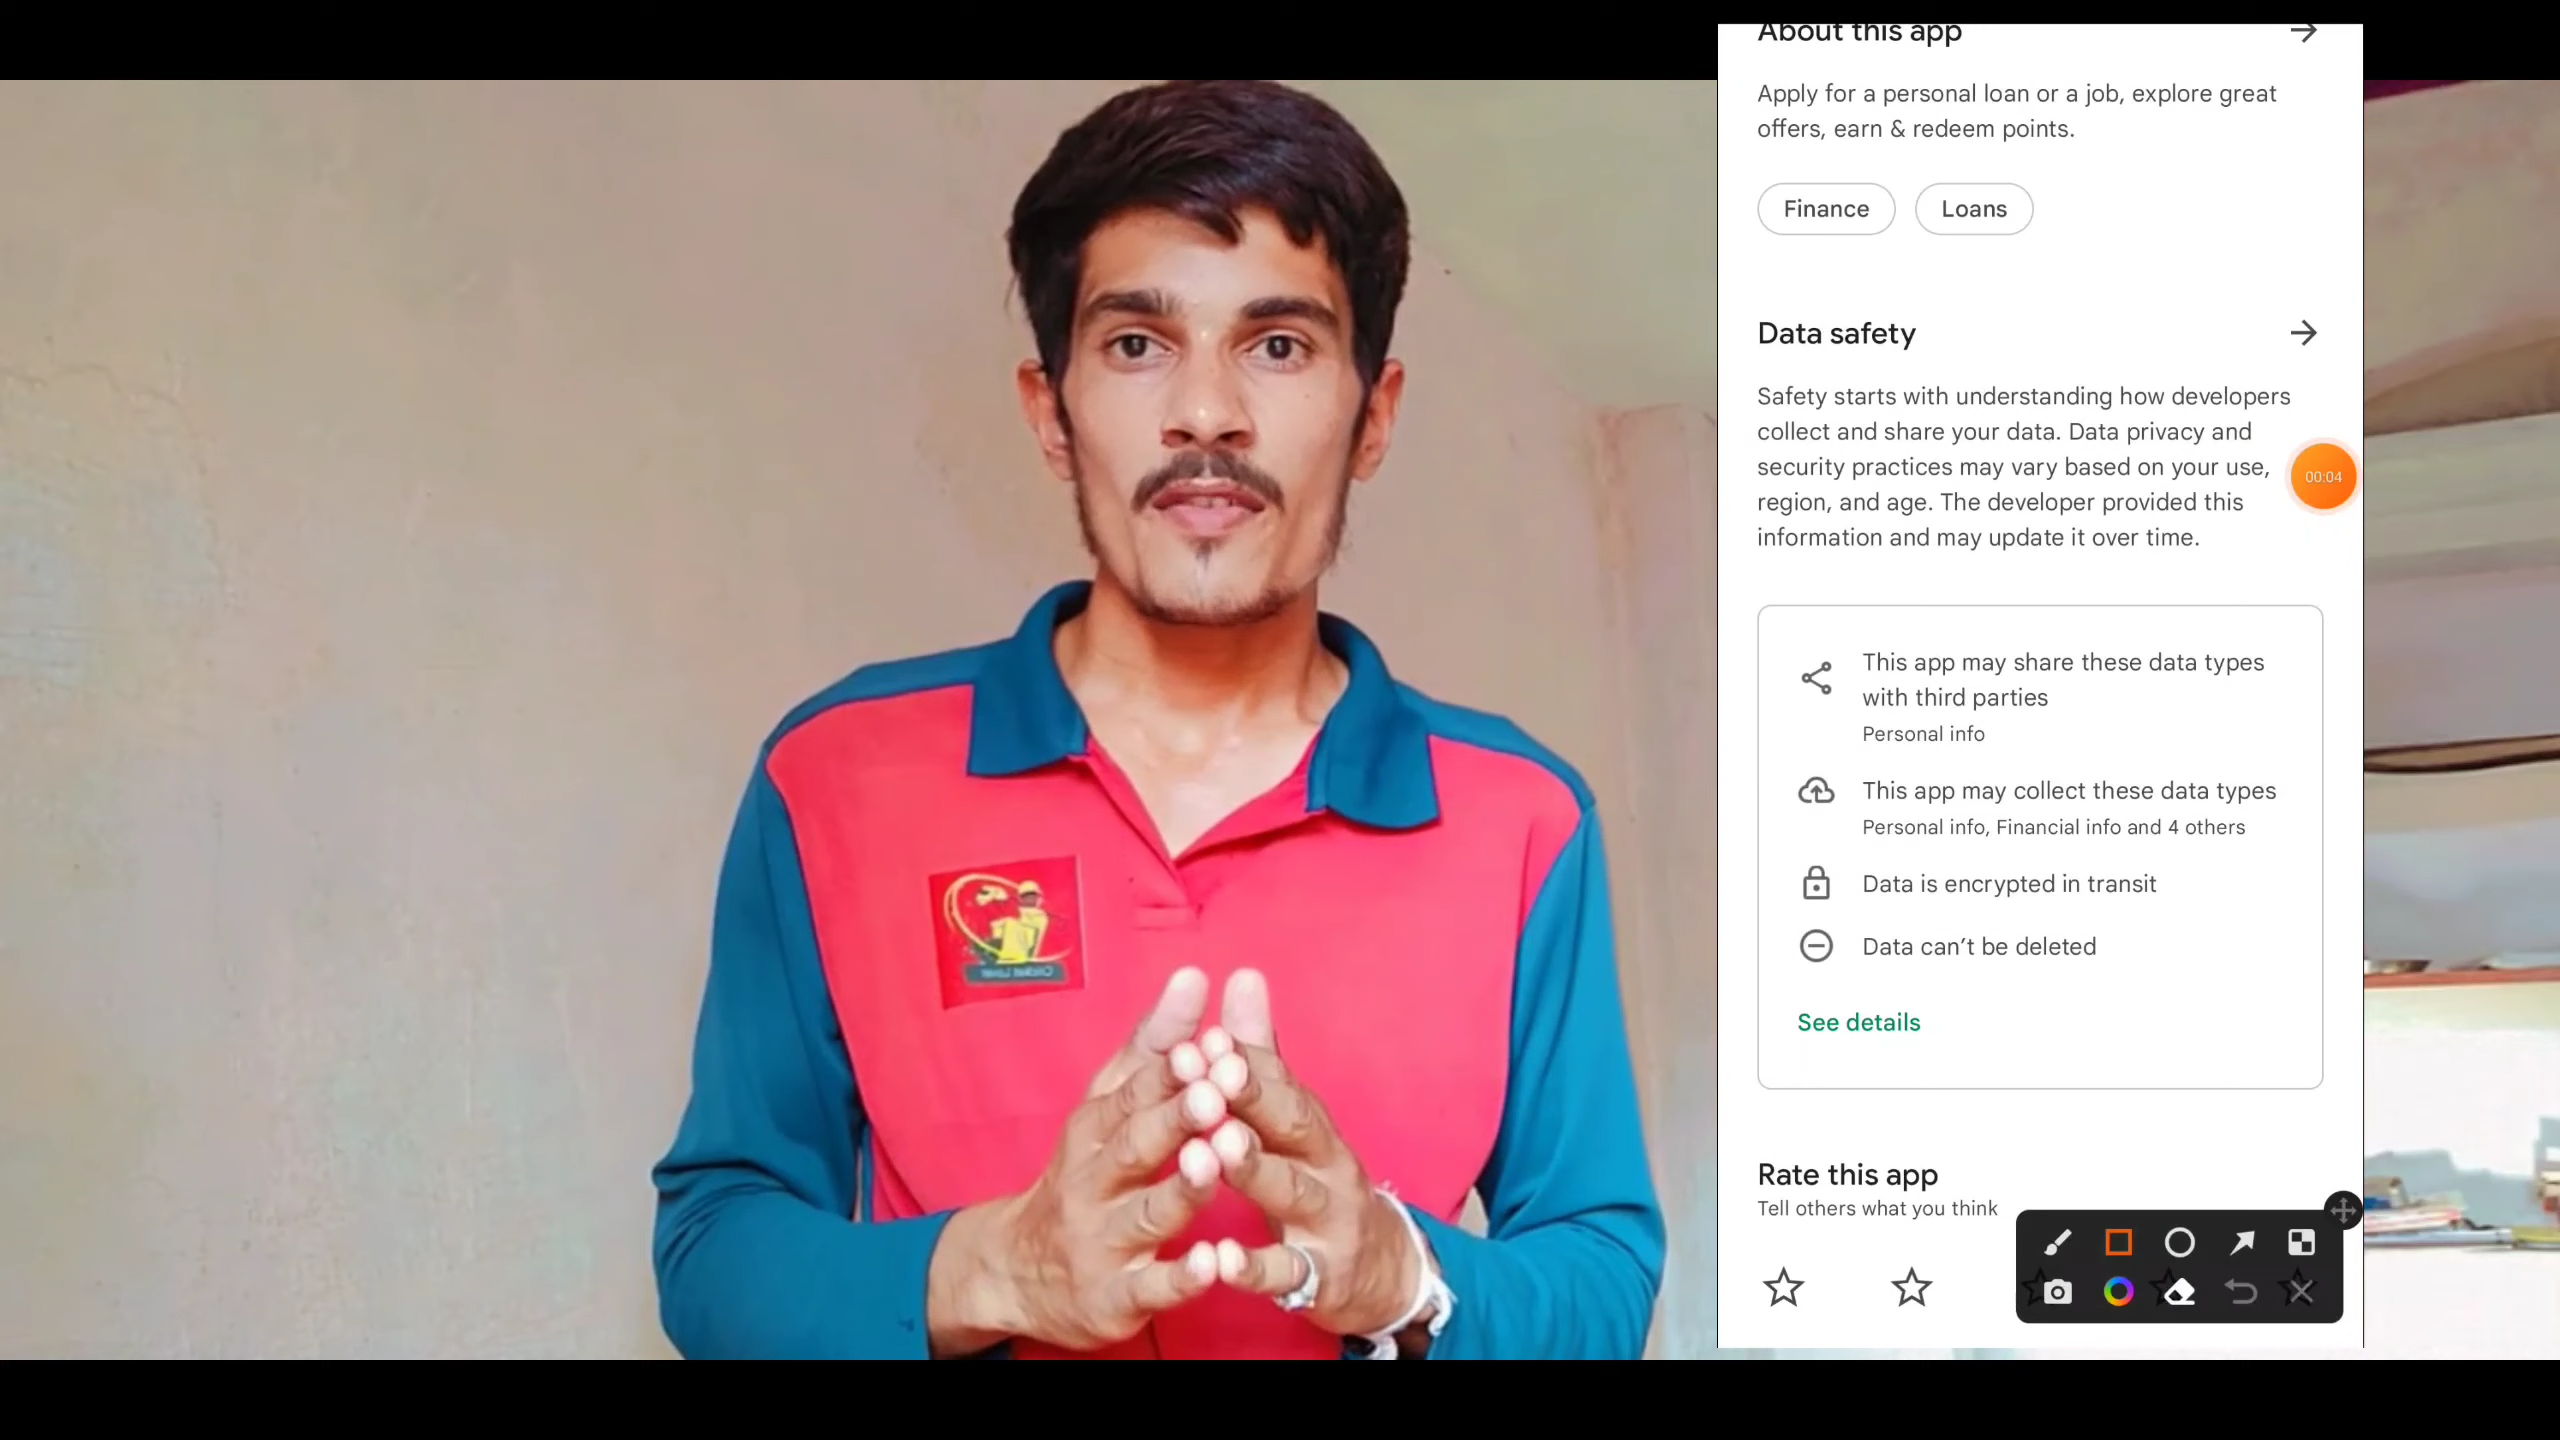 About this app
Apply for a personal loan or a job, explore great
offers, earn & redeem points.
Finance
Loans
Data safety
Safety starts with understanding how developers
collect and share your data. Data privacy and
security practices may vary based on your use,
region, and age. The developer provided this
information and may update it over time.
00:04
This app may share these data types
with third parties
Personal info
This app may collect these data types
Personal info, Financial info and 4 others
Data is encrypted in transit
Data can’t be deleted
See details
Rate this app
Tell others what you think